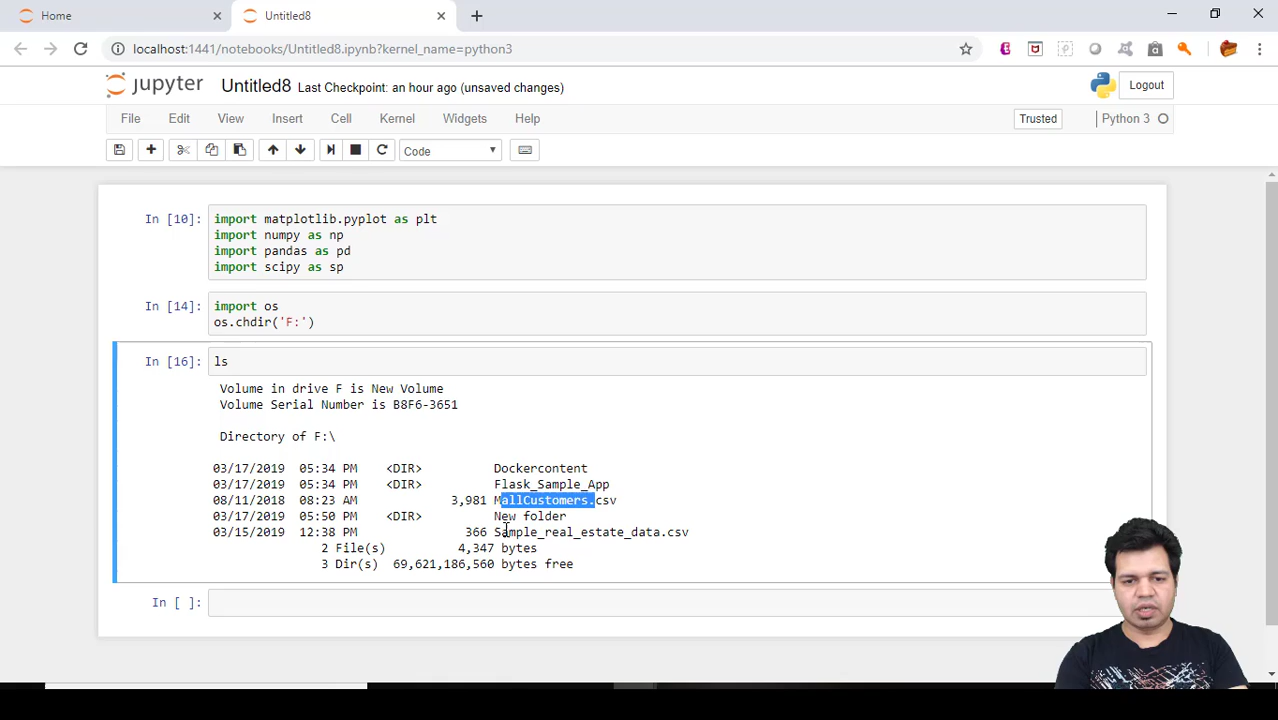 Home
Untitled8
localhost:1441/notebooks/Untitled8.ipynb?kernel_name=python3
jupyter Untitled8 Last Checkpoint: an hour ago (unsaved changes)
Logout
File Edit View Insert Cell Kernel Widgets Help
Trusted
Python 3
Code
In [10]: import matplotlib.pyplot as plt
import numpy as np
import pandas as pd
import scipy as sp
In [14]: import os
os.chdir('F:')
In [16]: ls
Volume in drive F is New Volume
Volume Serial Number is B8F6-3651
Directory of F:\
03/17/2019 05:34 PM <DIR> Dockercontent
03/17/2019 05:34 PM <DIR> Flask_Sample_App
08/11/2018 08:23 AM 3,981 MallCustomers.csv
03/17/2019 05:50 PM <DIR> New folder
03/15/2019 12:38 PM 366 Sample_real_estate_data.csv
2 File(s) 4,347 bytes
3 Dir(s) 69,621,186,560 bytes free
In [ ]: